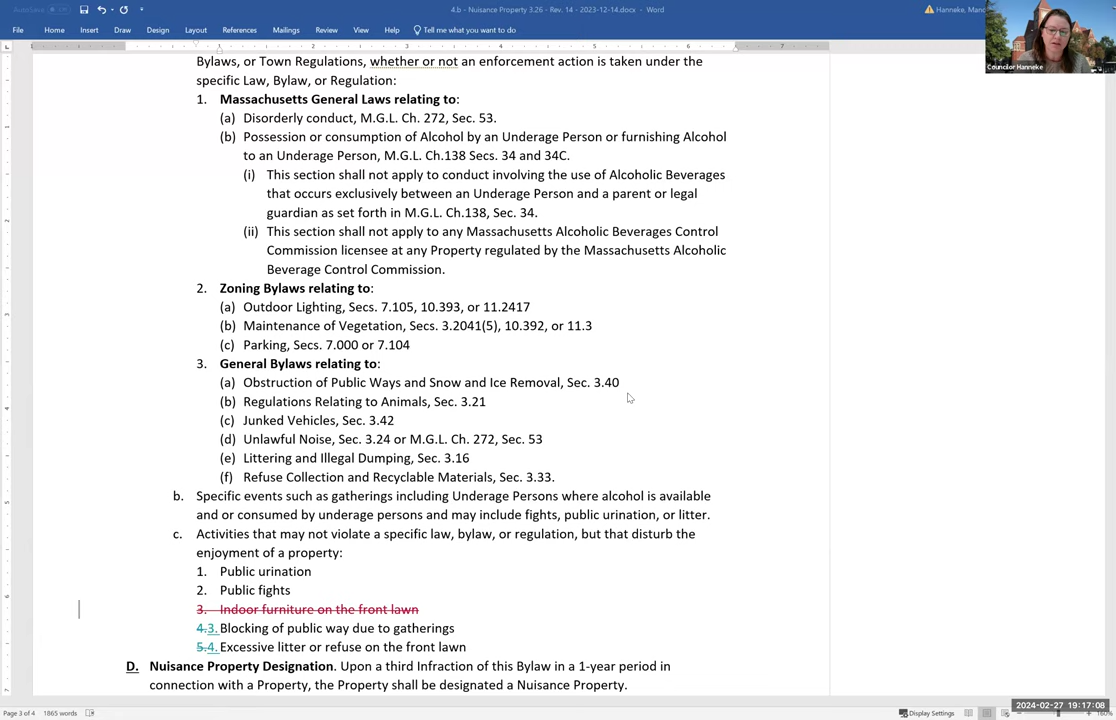 4.b - Nuisance Property 3.26 - Rev. 14 - 2023-12-14.docx - Word
Hanneke,
File Home Insert Draw Design Layout References Mailings Review View Help Tell me what you want to do
Councilor Hanneke
Bylaws, or Town Regulations, whether or not an enforcement action is taken under the
specific Law, Bylaw, or Regulation:
1. Massachusetts General Laws relating to:
(a) Disorderly conduct, M.G.L. Ch. 272, Sec. 53.
(b) Possession or consumption of Alcohol by an Underage Person or furnishing Alcohol
to an Underage Person, M.G.L. Ch.138 Secs. 34 and 34C.
(i) This section shall not apply to conduct involving the use of Alcoholic Beverages
that occurs exclusively between an Underage Person and a parent or legal
guardian as set forth in M.G.L. Ch.138, Sec. 34.
(ii) This section shall not apply to any Massachusetts Alcoholic Beverages Control
Commission licensee at any Property regulated by the Massachusetts Alcoholic
Beverage Control Commission.
2. Zoning Bylaws relating to:
(a) Outdoor Lighting, Secs. 7.105, 10.393, or 11.2417
(b) Maintenance of Vegetation, Secs. 3.2041(5), 10.392, or 11.3
(c) Parking, Secs. 7.000 or 7.104
3. General Bylaws relating to:
(a) Obstruction of Public Ways and Snow and Ice Removal, Sec. 3.40
(b) Regulations Relating to Animals, Sec. 3.21
(c) Junked Vehicles, Sec. 3.42
(d) Unlawful Noise, Sec. 3.24 or M.G.L. Ch. 272, Sec. 53
(e) Littering and Illegal Dumping, Sec. 3.16
(f) Refuse Collection and Recyclable Materials, Sec. 3.33.
b. Specific events such as gatherings including Underage Persons where alcohol is available
and or consumed by underage persons and may include fights, public urination, or litter.
c. Activities that may not violate a specific law, bylaw, or regulation, but that disturb the
enjoyment of a property:
1. Public urination
2. Public fights
3. Indoor furniture on the front lawn
4.3. Blocking of public way due to gatherings
5.4. Excessive litter or refuse on the front lawn
D. Nuisance Property Designation. Upon a third Infraction of this Bylaw in a 1-year period in
connection with a Property, the Property shall be designated a Nuisance Property.
Page 3 of 4 1865 words Display Settings
2024-02-27 19:17:08